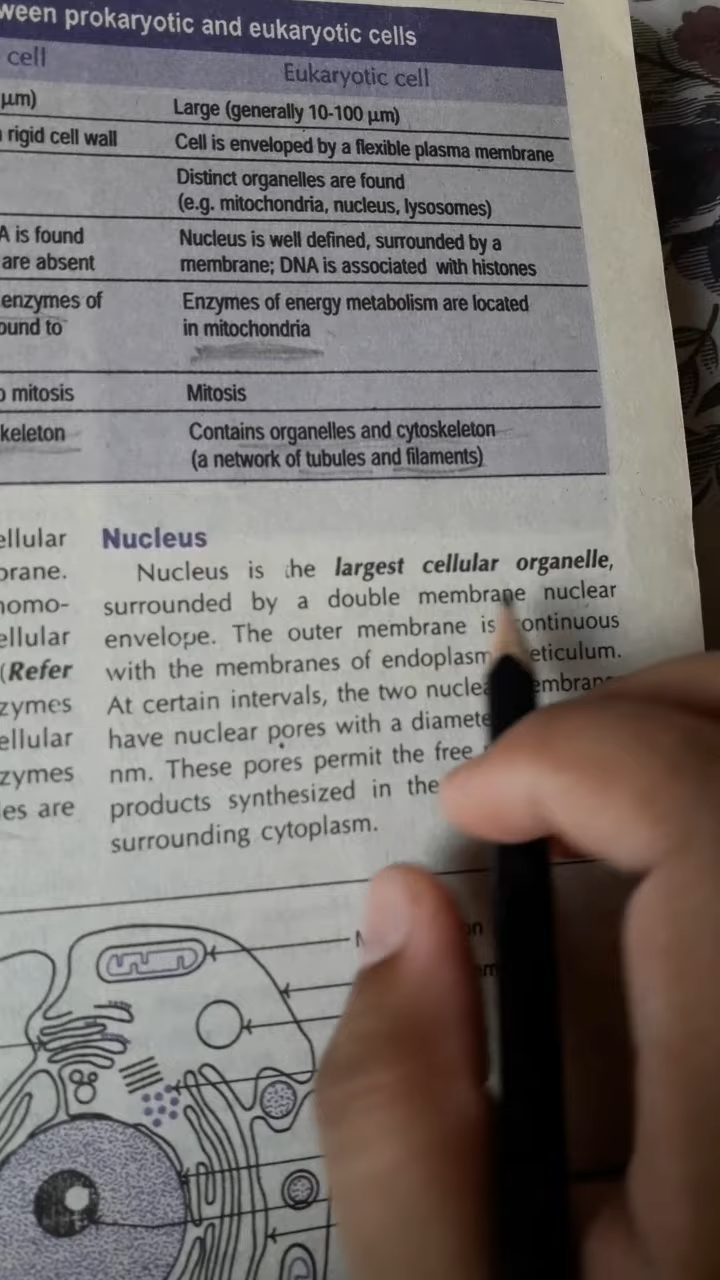 ween prokaryotic and eukaryotic cells
cell
Eukaryotic cell
μm)
Large (generally 10-100 μm)
rigid cell wall
Cell is enveloped by a flexible plasma membrane
Distinct organelles are found
(e.g. mitochondria, nucleus, lysosomes)
A is found
are absent
Nucleus is well defined, surrounded by a
membrane; DNA is associated with histones
enzymes of
ound to
Enzymes of energy metabolism are located
in mitochondria
mitosis
Mitosis
keleton
Contains organelles and cytoskeleton
(a network of tubules and filaments)
ellular
brane.
homo-
ellular
(Refer
zymes
ellular
zymes
es are
Nucleus
Nucleus is the largest cellular organelle,
surrounded by a double membrane nuclear
envelope. The outer membrane is ontinuous
with the membranes of endoplasm eticulum.
At certain intervals, the two nuclea embran
have nuclear pores with a diamete
nm. These pores permit the free
products synthesized in the
surrounding cytoplasm.